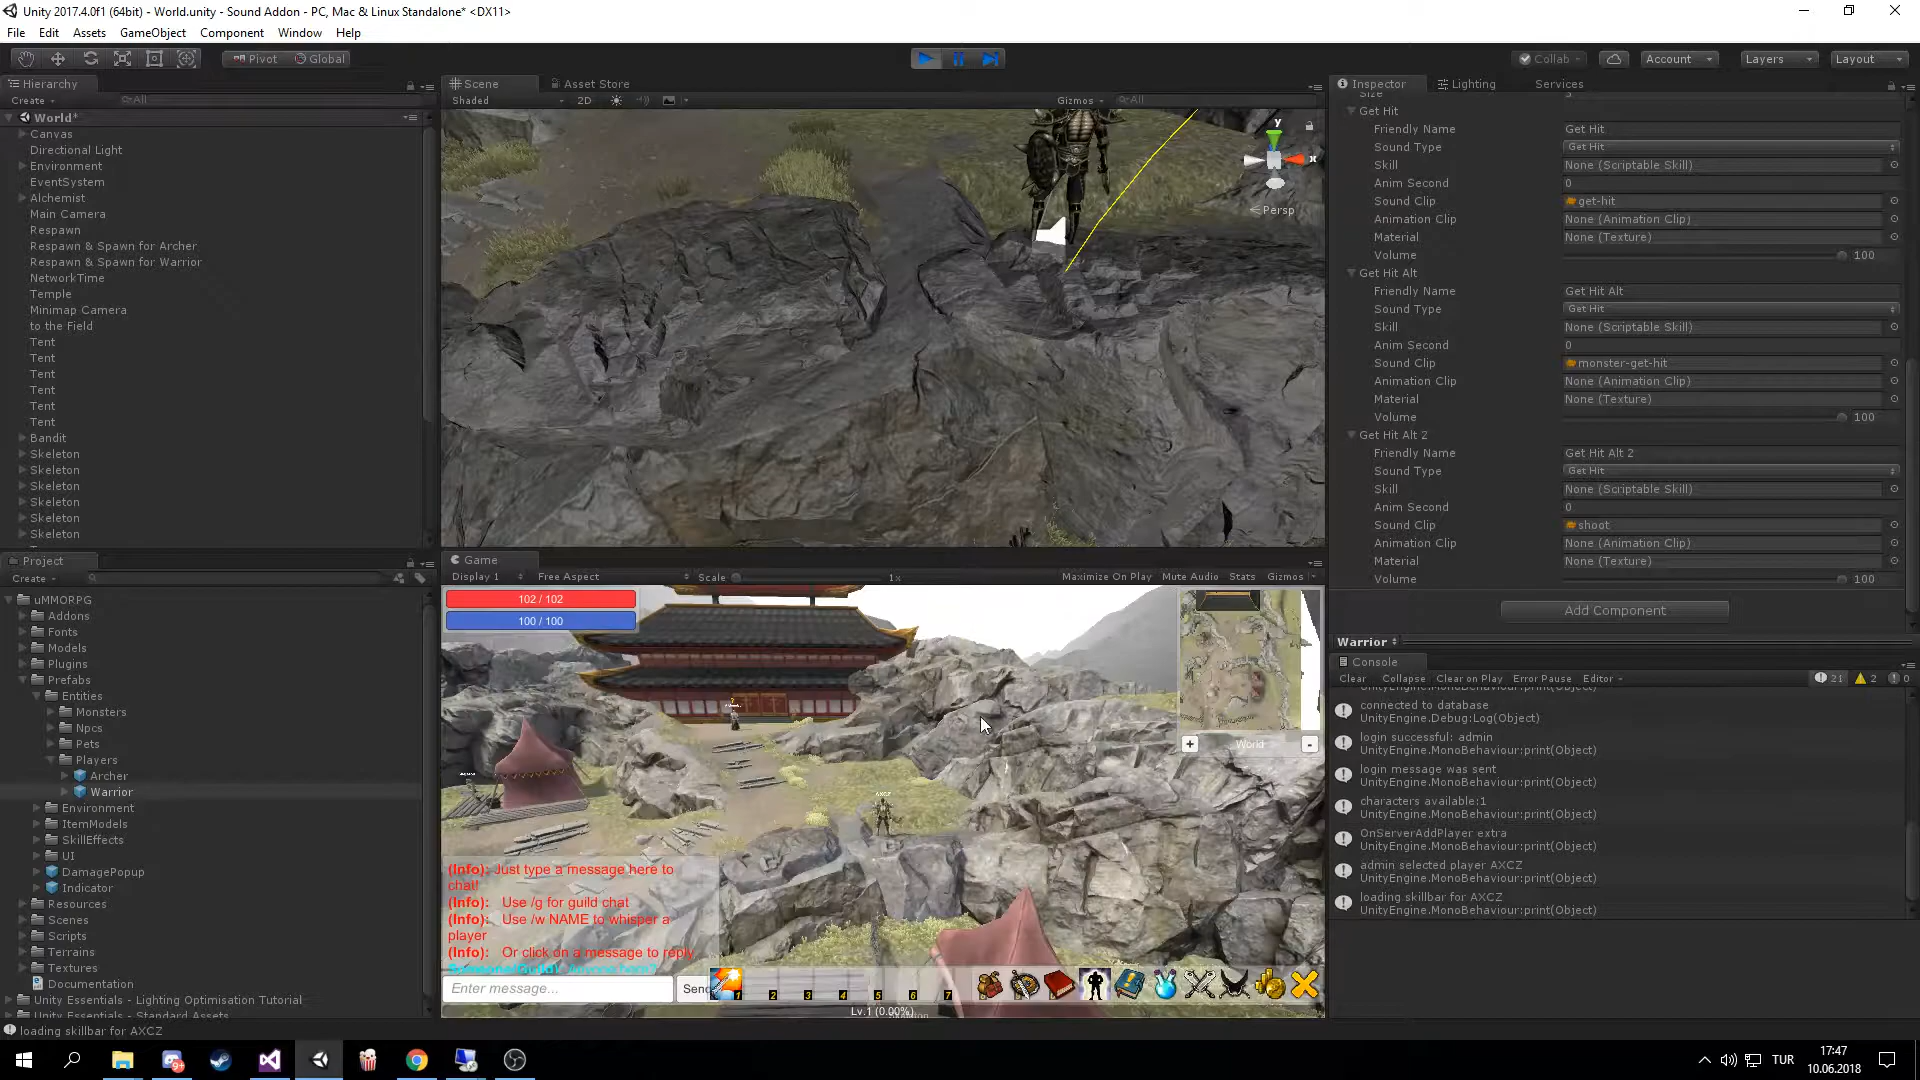 Unity 2017.4.0f1 (64bit) - World.unity - Sound Addon - PC, Mac & Linux Standalone* <DX11>
File Edit Assets GameObject Component Window Help
Pivot Global
Collab Account Layers Layout
Hierarchy
Create All
World*
Canvas
Directional Light
Environment
EventSystem
Alchemist
Main Camera
Respawn
Respawn & Spawn for Archer
Respawn & Spawn for Warrior
NetworkTime
Temple
Minimap Camera
to the Field
Tent
Tent
Tent
Tent
Tent
Tent
Bandit
Skeleton
Skeleton
Skeleton
Skeleton
Skeleton
Skeleton
Project
Create
uMMORPG
Addons
Fonts
Models
Plugins
Prefabs
Entities
Monsters
Npcs
Pets
Players
Archer
Warrior
Environment
ItemModels
SkillEffects
UI
DamagePopup
Indicator
Resources
Scenes
Scripts
Terrains
Textures
Documentation
Unity Essentials - Lighting Optimisation Tutorial
Unity Essentials - Standard Assets
loading skillbar for AXCZ
Scene Asset Store
Shaded 2D Gizmos All
y
x
Persp
Game
Display 1 Free Aspect Scale 1x Maximize On Play Mute Audio Stats Gizmos
102 / 102
100 / 100
+ World -
AXCZ
(Info): Just type a message here to
chat!
(Info): Use /g for guild chat
(Info): Use /w NAME to whisper a
player
(Info): Or click on a message to reply
Enter message... Send
1 2 3 4 5 6 7
Lv.1 (0.00%)
Inspector Lighting Services
Size 3
Get Hit
Friendly Name Get Hit
Sound Type Get Hit
Skill None (Scriptable Skill)
Anim Second 0
Sound Clip get-hit
Animation Clip None (Animation Clip)
Material None (Texture)
Volume 100
Get Hit Alt
Friendly Name Get Hit Alt
Sound Type Get Hit
Skill None (Scriptable Skill)
Anim Second 0
Sound Clip monster-get-hit
Animation Clip None (Animation Clip)
Material None (Texture)
Volume 100
Get Hit Alt 2
Friendly Name Get Hit Alt 2
Sound Type Get Hit
Skill None (Scriptable Skill)
Anim Second 0
Sound Clip shoot
Animation Clip None (Animation Clip)
Material None (Texture)
Volume 100
Add Component
Warrior
Console
Clear Collapse Clear on Play Error Pause Editor 21 2 0
UnityEngine.MonoBehaviour:print(Object)
connected to database
UnityEngine.Debug:Log(Object)
login successful: admin
UnityEngine.MonoBehaviour:print(Object)
login message was sent
UnityEngine.MonoBehaviour:print(Object)
characters available:1
UnityEngine.MonoBehaviour:print(Object)
OnServerAddPlayer extra
UnityEngine.MonoBehaviour:print(Object)
admin selected player AXCZ
UnityEngine.MonoBehaviour:print(Object)
loading skillbar for AXCZ
UnityEngine.MonoBehaviour:print(Object)
TUR
17:47
10.06.2018